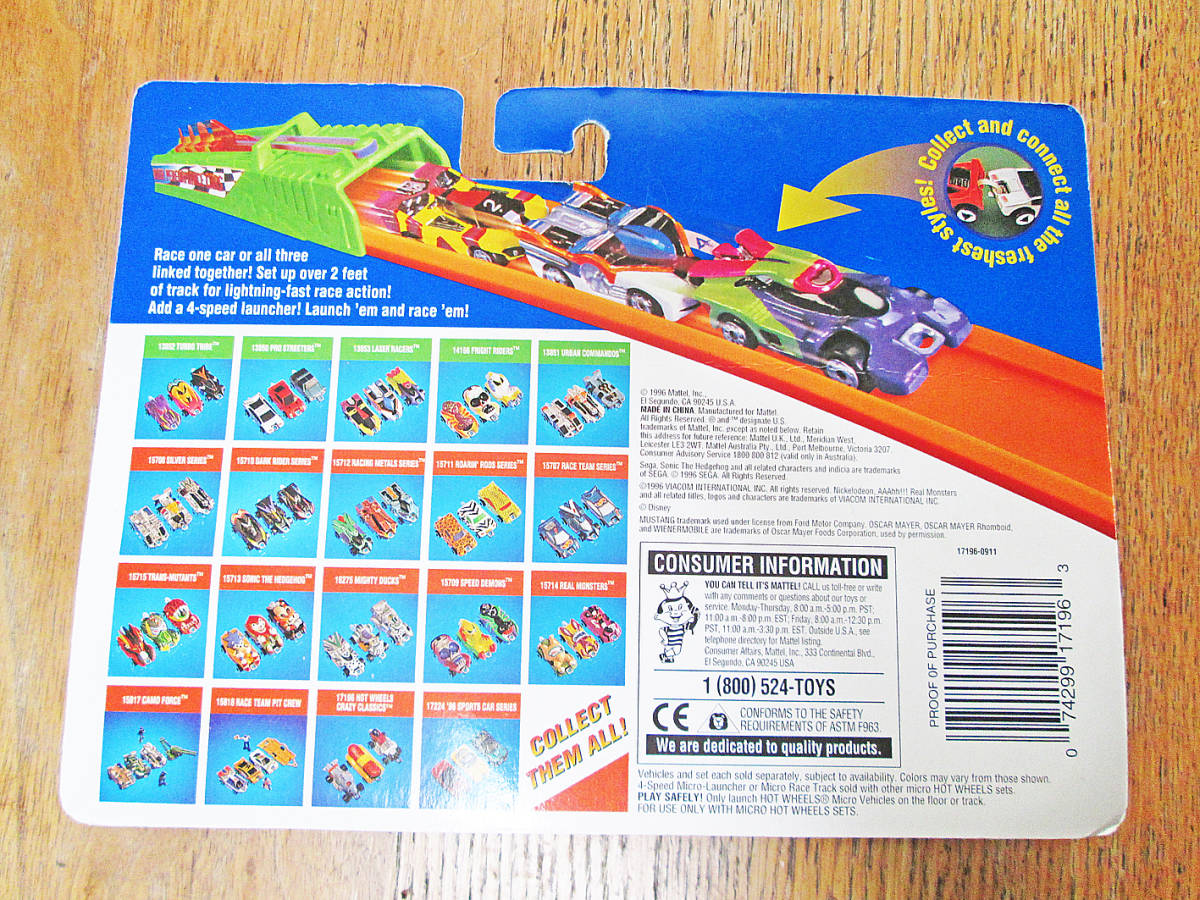 Collect and connect all the freshest styles!
Race one car or all three
linked together! Set up over 2 feet
of track for lightning-fast race action!
Add a 4-speed launcher! Launch 'em and race 'em!
2
4
13852 TURBO TRIBE™
13850 PRO STREETERS™
13853 LASER RACERS™
14166 FRIGHT RIDERS™
13851 URBAN COMMANDOS™
15708 SILVER SERIES™
15710 DARK RIDER SERIES™
15712 RACING METALS SERIES™
15711 ROARIN' RODS SERIES™
15707 RACE TEAM SERIES™
15715 TRANS-MUTANTS™
15713 SONIC THE HEDGEHOG™
16275 MIGHTY DUCKS™
15709 SPEED DEMONS™
15714 REAL MONSTERS™
15817 CAMO FORCE™
15818 RACE TEAM PIT CREW
17196 HOT WHEELS
CRAZY CLASSICS™
17224 '96 SPORTS CAR SERIES
COLLECT
THEM ALL!
© 1996 Mattel, Inc.,
El Segundo, CA 90245 U.S.A.
MADE IN CHINA. Manufactured for Mattel.
All Rights Reserved. ® and ™ designate U.S.
trademarks of Mattel, Inc. except as noted below. Retain
this address for future reference: Mattel U.K., Ltd., Meridian West,
Leicester LE3 2WT. Mattel Australia Pty., Ltd., Port Melbourne, Victoria 3207.
Consumer Advisory Service 1800 800 812 (valid only in Australia).
Sega, Sonic The Hedgehog and all related characters and indicia are trademarks
of SEGA. © 1996 SEGA. All Rights Reserved.
©1996 VIACOM INTERNATIONAL INC. All rights reserved. Nickelodeon, AAAhh!!! Real Monsters
and all related titles, logos and characters are trademarks of VIACOM INTERNATIONAL INC.
© Disney
MUSTANG trademark used under license from Ford Motor Company. OSCAR MAYER, OSCAR MAYER Rhomboid,
and WIENERMOBILE are trademarks of Oscar Mayer Foods Corporation, used by permission.
17196-0911
CONSUMER INFORMATION
YOU CAN TELL IT'S MATTEL! CALL us toll-free or write
with any comments or questions about our toys or
service. Monday-Thursday, 8:00 a.m.-5:00 p.m. PST;
11:00 a.m.-8:00 p.m. EST; Friday, 8:00 a.m.-12:30 p.m.
PST, 11:00 a.m.-3:30 p.m. EST. Outside U.S.A., see
telephone directory for Mattel listing.
Consumer Affairs, Mattel, Inc., 333 Continental Blvd.,
El Segundo, CA 90245 USA
1 (800) 524-TOYS
CE
CONFORMS TO THE SAFETY
REQUIREMENTS OF ASTM F963.
We are dedicated to quality products.
PROOF OF PURCHASE
0 74299 17196 3
Vehicles and set each sold separately, subject to availability. Colors may vary from those shown.
4-Speed Micro-Launcher or Micro Race Track sold with other micro HOT WHEELS sets.
PLAY SAFELY! Only launch HOT WHEELS® Micro Vehicles on the floor or track.
FOR USE ONLY WITH MICRO HOT WHEELS SETS.